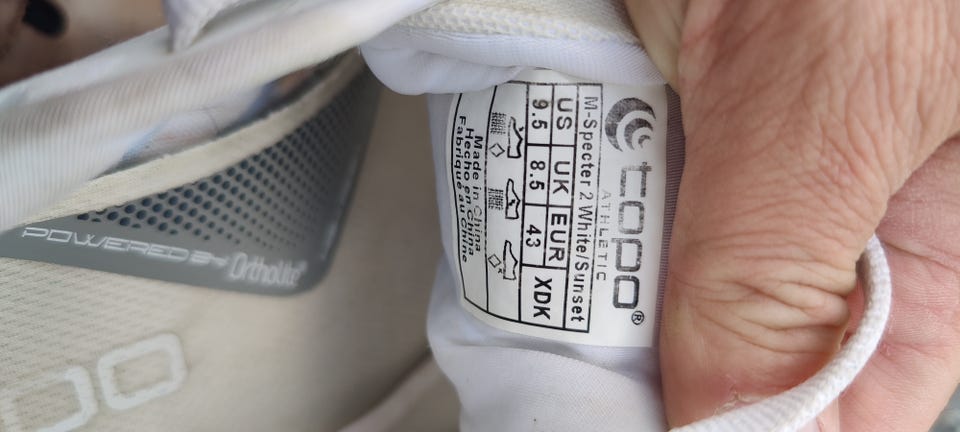 topo®
ATHLETIC
M-Specter 2 White/Sunset
US UK EUR XDK
9.5 8.5 43
Made in China
Hecho en China
Fabriqué au Chine
POWERED BY Ortholite®